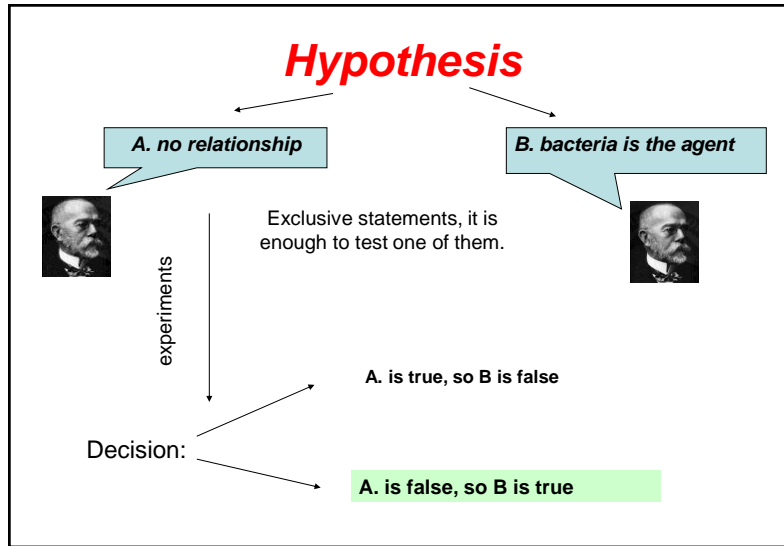 Hypothesis
A. no relationship
B. bacteria is the agent
Exclusive statements, it is
enough to test one of them.
experiments
A. is true, so B is false
Decision:
A. is false, so B is true